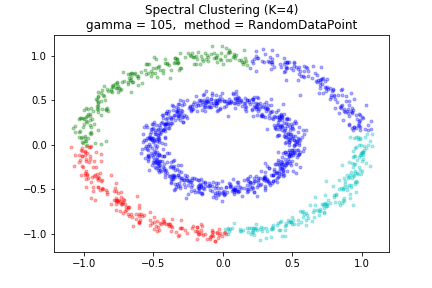 Spectral Clustering (K=4)
gamma = 105, method = RandomDataPoint
1.0
0.5
0.0
−0.5
−1.0
−1.0 −0.5 0.0 0.5 1.0